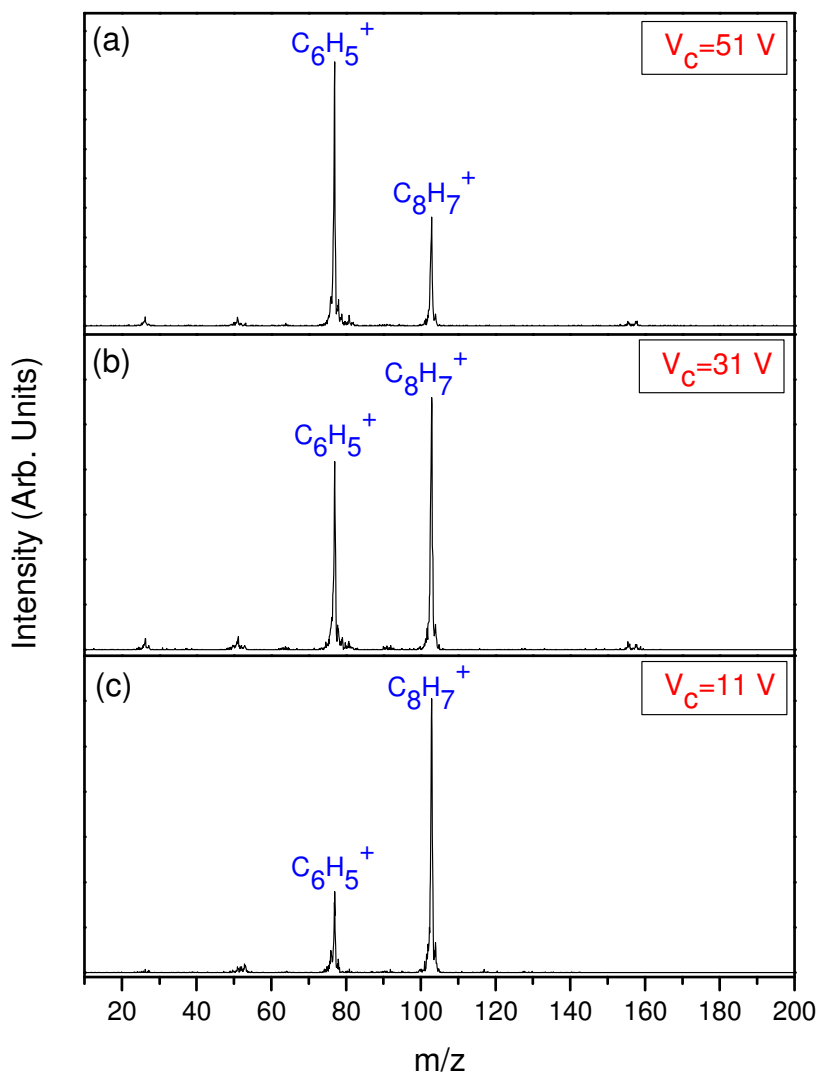 (a)
C6H5+
C8H7+
Vc=51 V
(b)
C6H5+
C8H7+
Vc=31 V
(c)
C6H5+
C8H7+
Vc=11 V
Intensity (Arb. Units)
20 40 60 80 100 120 140 160 180 200
m/z